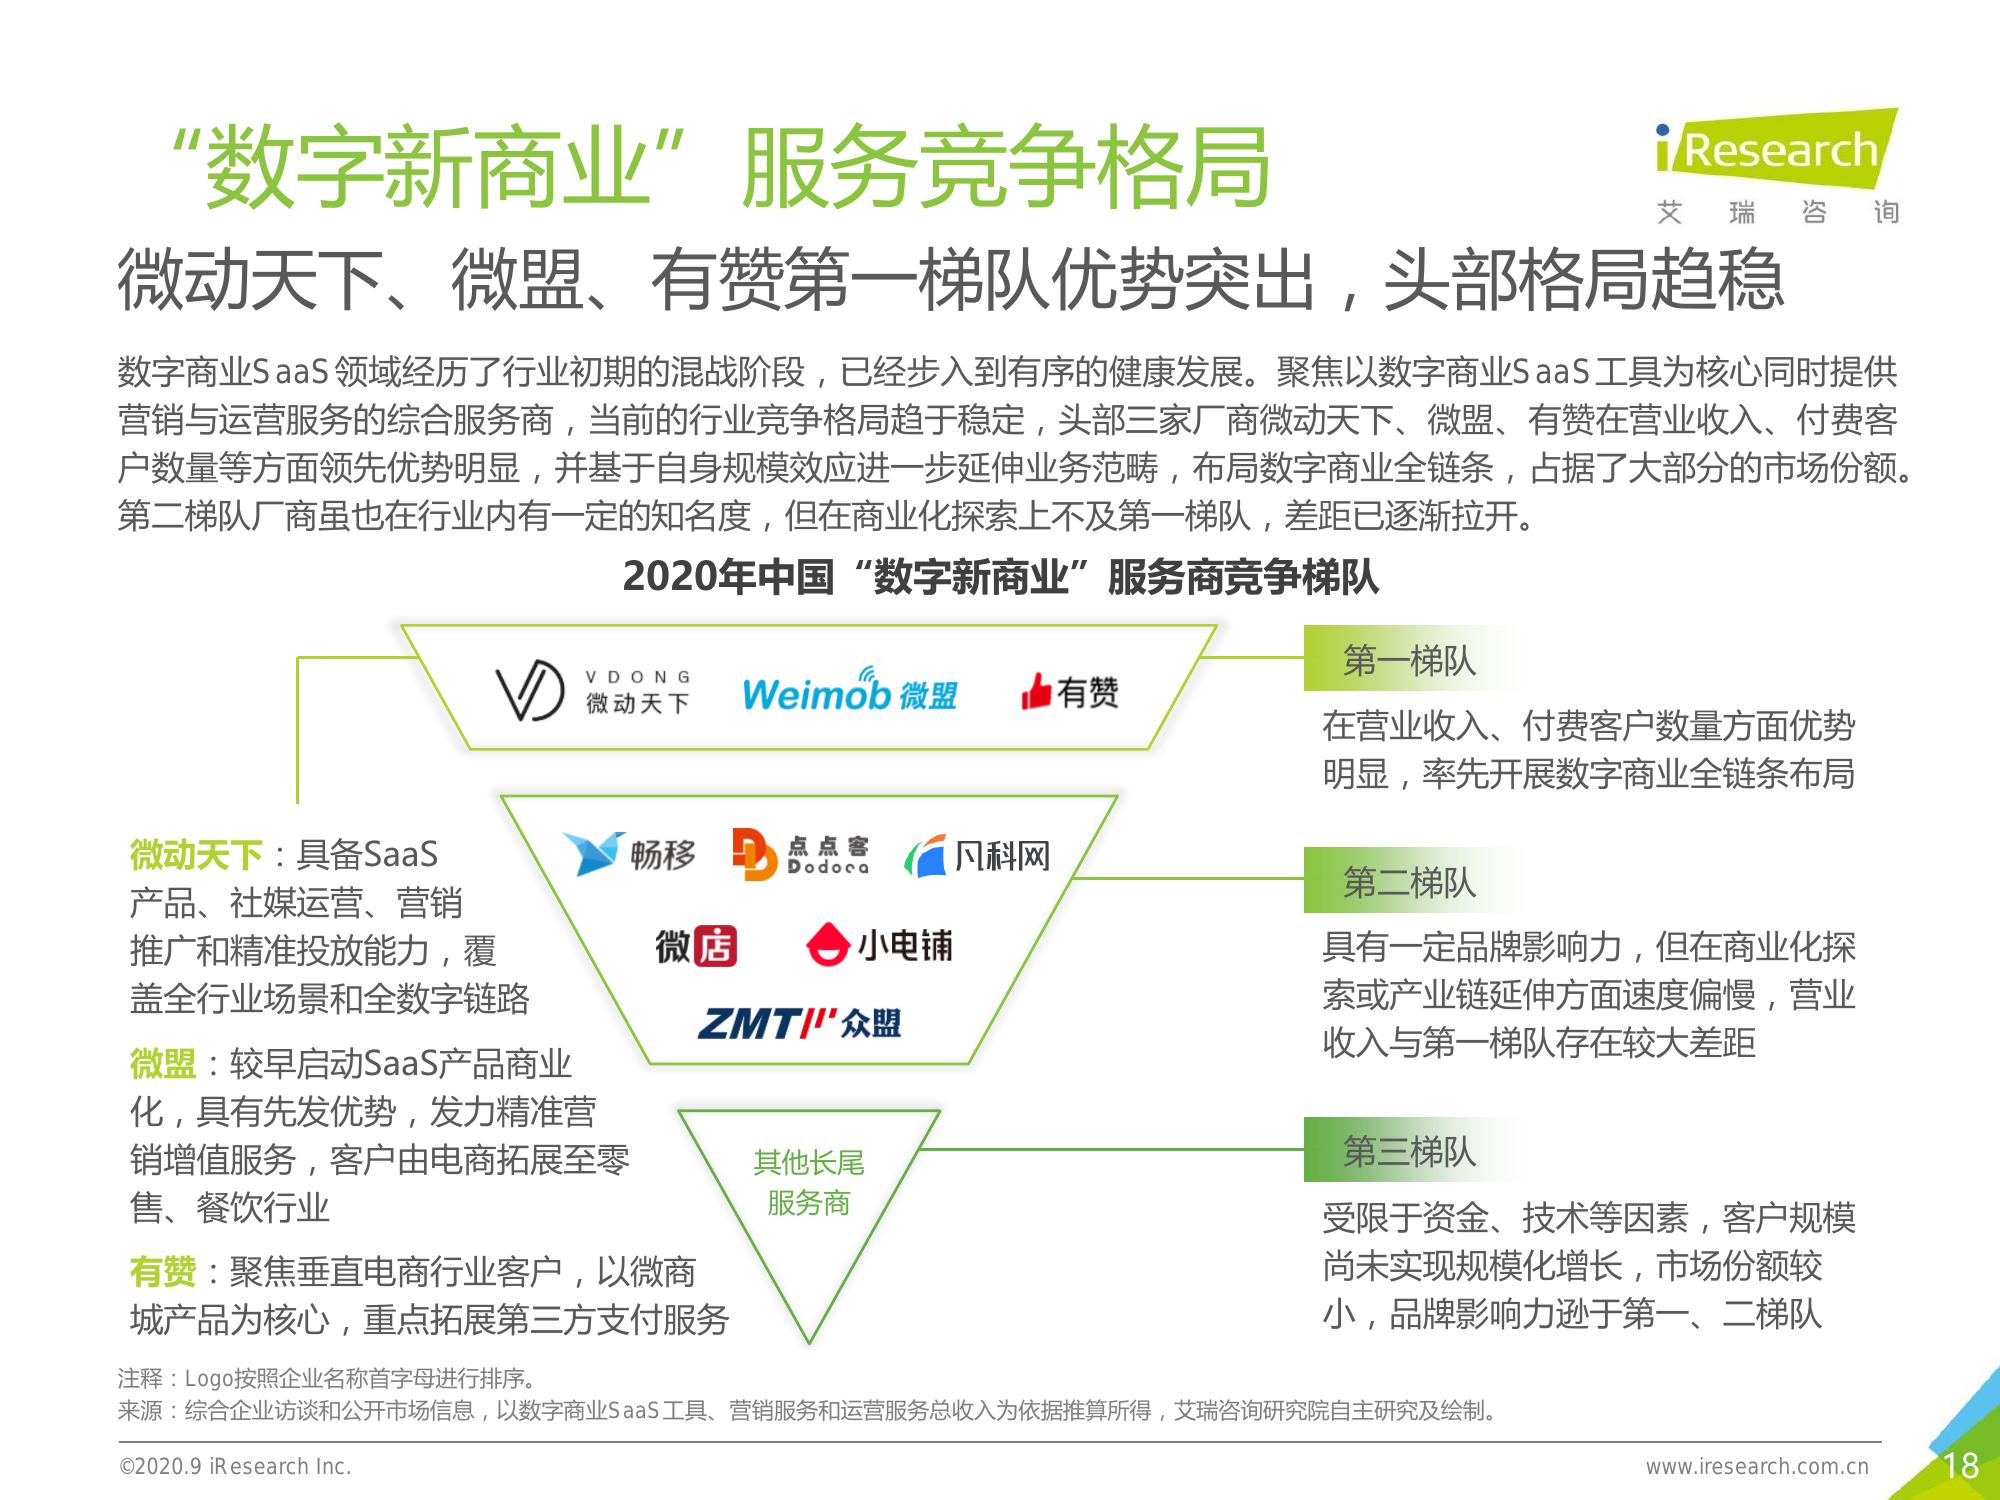 “数字新商业”服务竞争格局
iResearch
艾瑞咨询
微动天下、微盟、有赞第一梯队优势突出，头部格局趋稳
数字商业SaaS领域经历了行业初期的混战阶段，已经步入到有序的健康发展。聚焦以数字商业SaaS工具为核心同时提供
营销与运营服务的综合服务商，当前的行业竞争格局趋于稳定，头部三家厂商微动天下、微盟、有赞在营业收入、付费客
户数量等方面领先优势明显，并基于自身规模效应进一步延伸业务范畴，布局数字商业全链条，占据了大部分的市场份额。
第二梯队厂商虽也在行业内有一定的知名度，但在商业化探索上不及第一梯队，差距已逐渐拉开。
2020年中国“数字新商业”服务商竞争梯队
VDONG
微动天下
Weimob 微盟
有赞
第一梯队
在营业收入、付费客户数量方面优势
明显，率先开展数字商业全链条布局
畅移
点点客
Dodoca
凡科网
微店
小电铺
ZMT 众盟
第二梯队
具有一定品牌影响力，但在商业化探
索或产业链延伸方面速度偏慢，营业
收入与第一梯队存在较大差距
其他长尾
服务商
第三梯队
受限于资金、技术等因素，客户规模
尚未实现规模化增长，市场份额较
小，品牌影响力逊于第一、二梯队
微动天下：具备SaaS
产品、社媒运营、营销
推广和精准投放能力，覆
盖全行业场景和全数字链路
微盟：较早启动SaaS产品商业
化，具有先发优势，发力精准营
销增值服务，客户由电商拓展至零
售、餐饮行业
有赞：聚焦垂直电商行业客户，以微商
城产品为核心，重点拓展第三方支付服务
注释：Logo按照企业名称首字母进行排序。
来源：综合企业访谈和公开市场信息，以数字商业SaaS工具、营销服务和运营服务总收入为依据推算所得，艾瑞咨询研究院自主研究及绘制。
©2020.9 iResearch Inc.
www.iresearch.com.cn
18